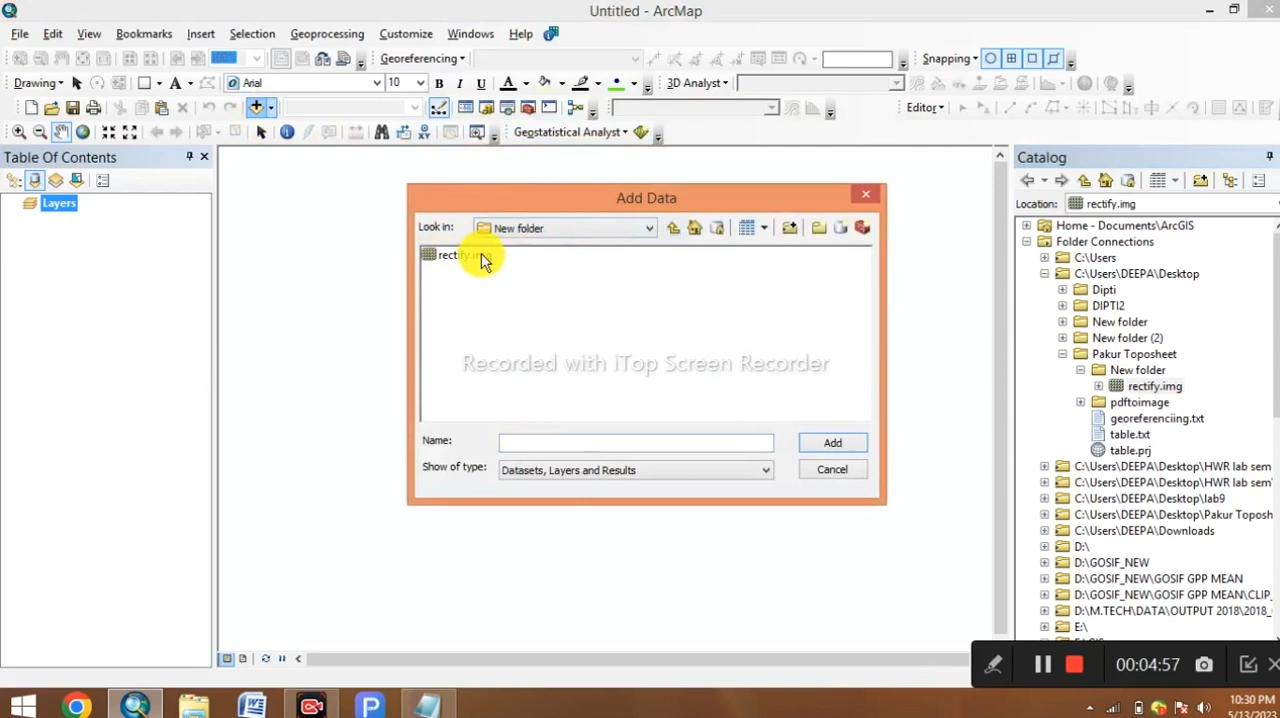 Untitled - ArcMap
File Edit View Bookmarks Insert Selection Geoprocessing Customize Windows Help
Georeferencing Snapping
Drawing A Arial 10 B I U A 3D Analyst
Editor
Geostatistical Analyst
Table Of Contents
Layers
Add Data
Look in: New folder
rectify.img
Recorded with iTop Screen Recorder
Name: Add
Show of type: Datasets, Layers and Results Cancel
Catalog
Location: rectify.img
Home - Documents\ArcGIS
Folder Connections
C:\Users
C:\Users\DEEPA\Desktop
Dipti
DIPTI2
New folder
New folder (2)
Pakur Toposheet
New folder
rectify.img
pdftoimage
georeferenciing.txt
table.txt
table.prj
C:\Users\DEEPA\Desktop\HWR lab sem
C:\Users\DEEPA\Desktop\HWR lab sem
C:\Users\DEEPA\Desktop\lab9
C:\Users\DEEPA\Desktop\Pakur Toposh
C:\Users\DEEPA\Downloads
D:\
D:\GOSIF_NEW
D:\GOSIF_NEW\GOSIF GPP MEAN
D:\GOSIF_NEW\GOSIF GPP MEAN\CLIP_
D:\M.TECH\DATA\OUTPUT 2018\2018_
E:\
00:04:57
10:30 PM
5/13/2023